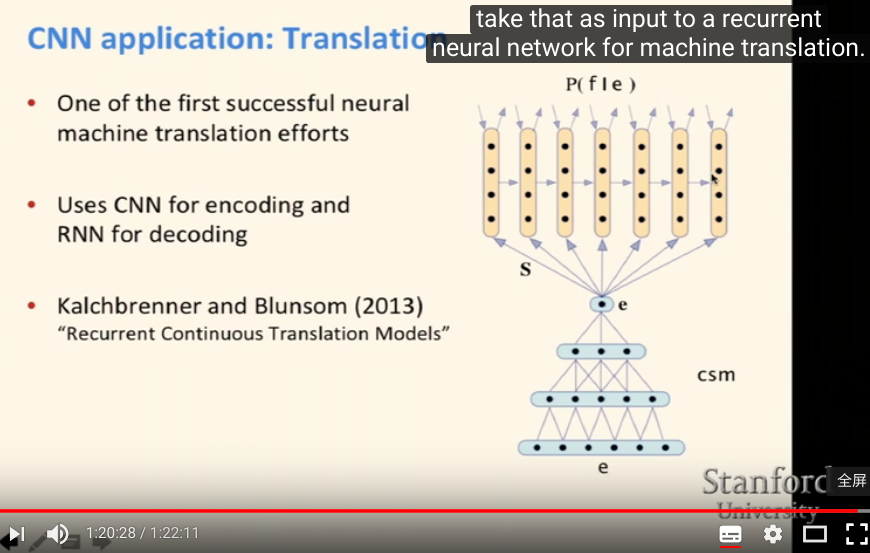 CNN application: Translation
take that as input to a recurrent
neural network for machine translation.
• One of the first successful neural
machine translation efforts
• Uses CNN for encoding and
RNN for decoding
• Kalchbrenner and Blunsom (2013)
“Recurrent Continuous Translation Models”
P( f | e )
S
e
csm
e
Stanford
University
全屏
1:20:28 / 1:22:11